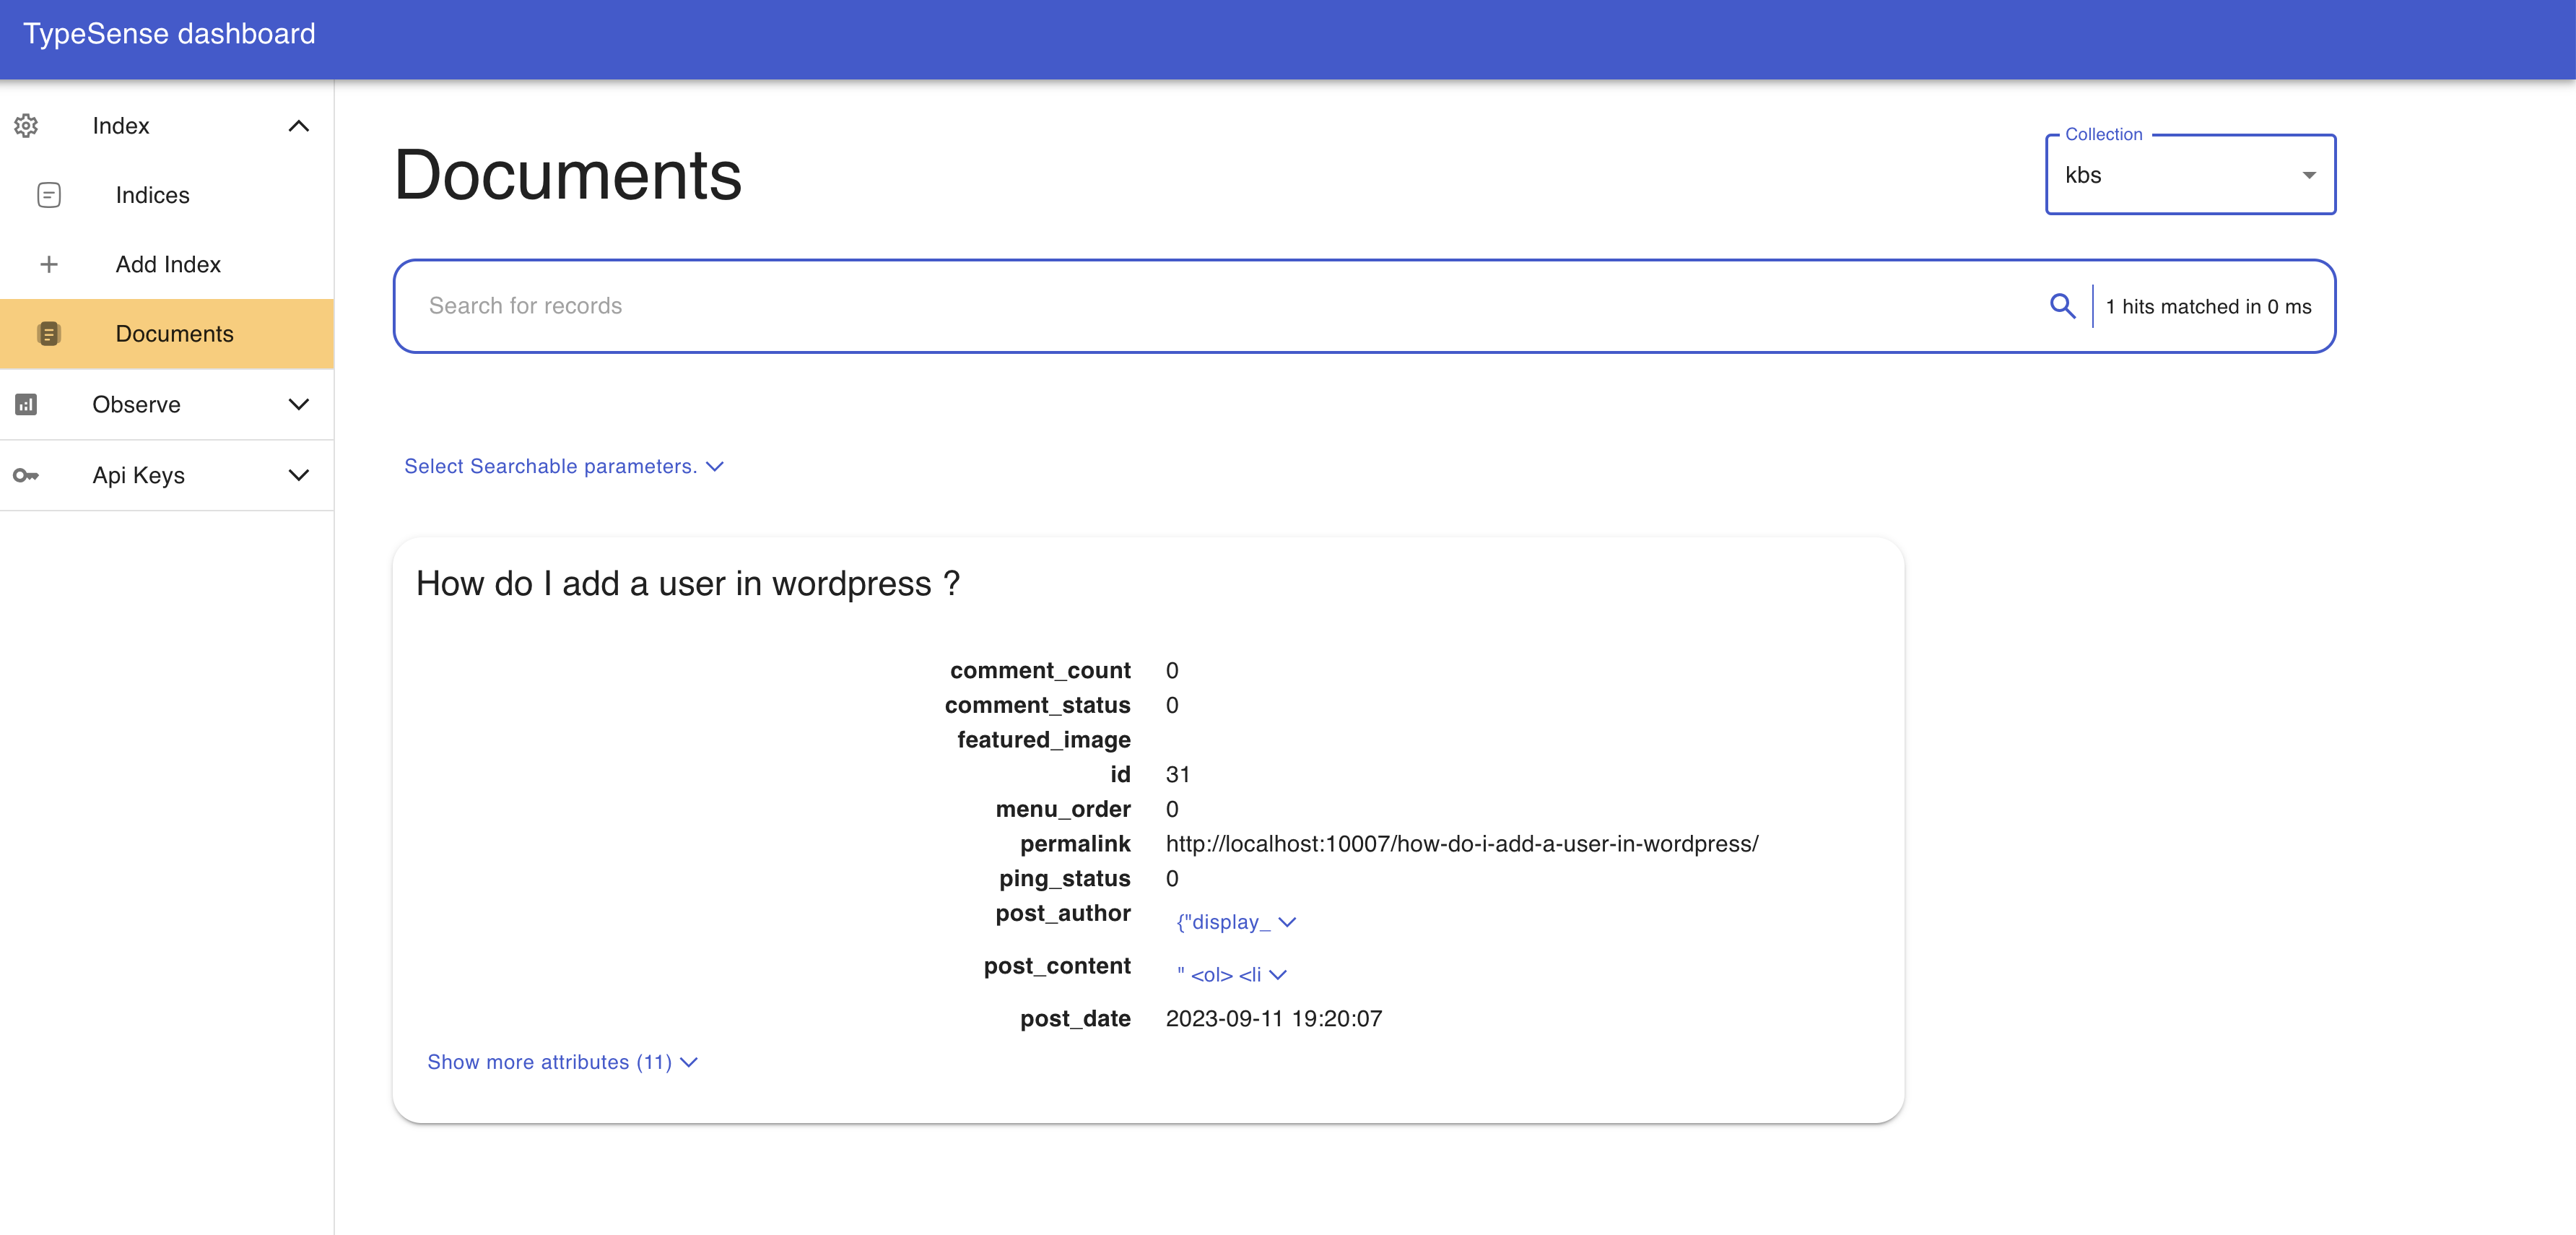 TypeSense dashboard
Index
Indices
Add Index
Documents
Observe
Api Keys
Documents
Collection
kbs
Search for records
1 hits matched in 0 ms
Select Searchable parameters.
How do I add a user in wordpress ?
comment_count 0
comment_status 0
featured_image
id 31
menu_order 0
permalink http://localhost:10007/how-do-i-add-a-user-in-wordpress/
ping_status 0
post_author {"display_
post_content " <ol> <li
post_date 2023-09-11 19:20:07
Show more attributes (11)